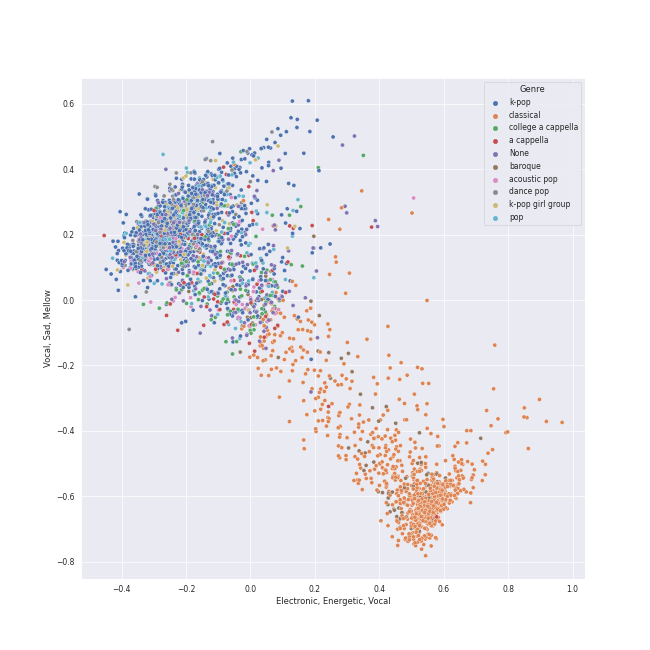 Genre
k-pop
classical
college a cappella
a cappella
None
baroque
acoustic pop
dance pop
k-pop girl group
pop
0.6
0.4
0.2
0.0
−0.2
−0.4
−0.6
−0.8
Vocal, Sad, Mellow
−0.4 −0.2 0.0 0.2 0.4 0.6 0.8 1.0
Electronic, Energetic, Vocal